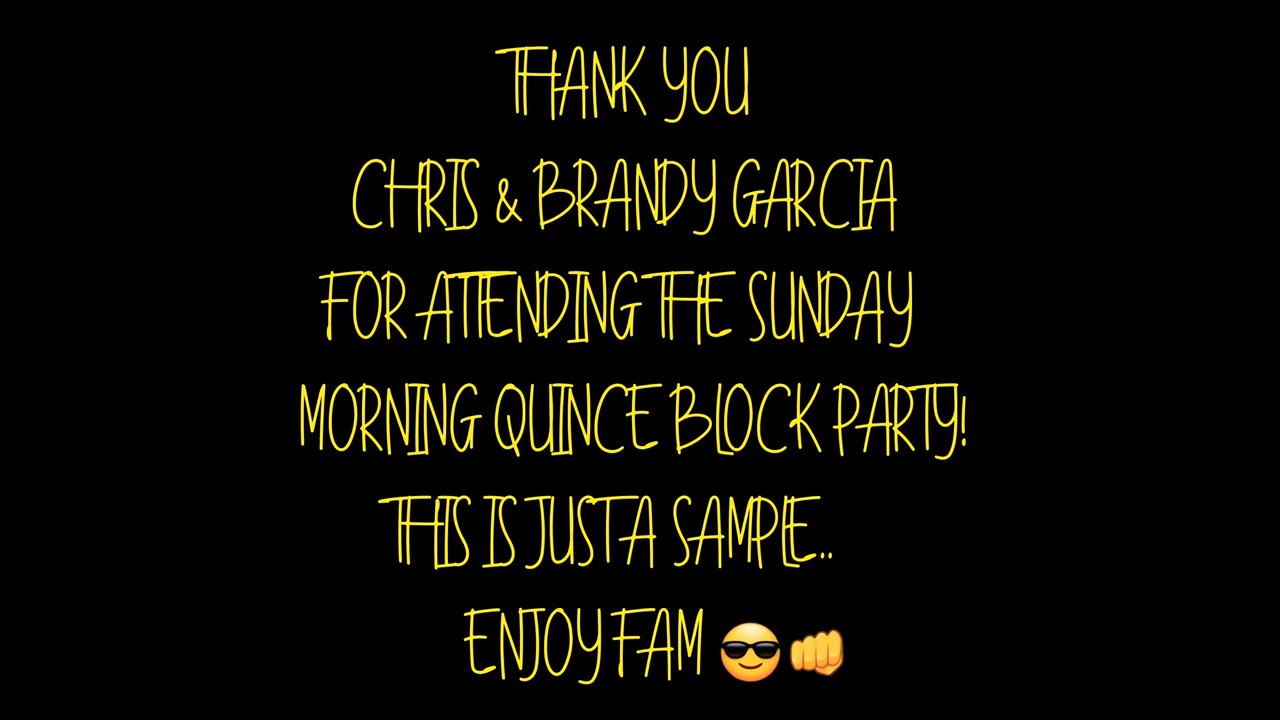 THANK YOU
CHRIS & BRANDY GARCIA
FOR ATTENDING THE SUNDAY
MORNING QUINCE BLOCK PARTY!
THIS IS JUST A SAMPLE..
ENJOY FAM 😎👊